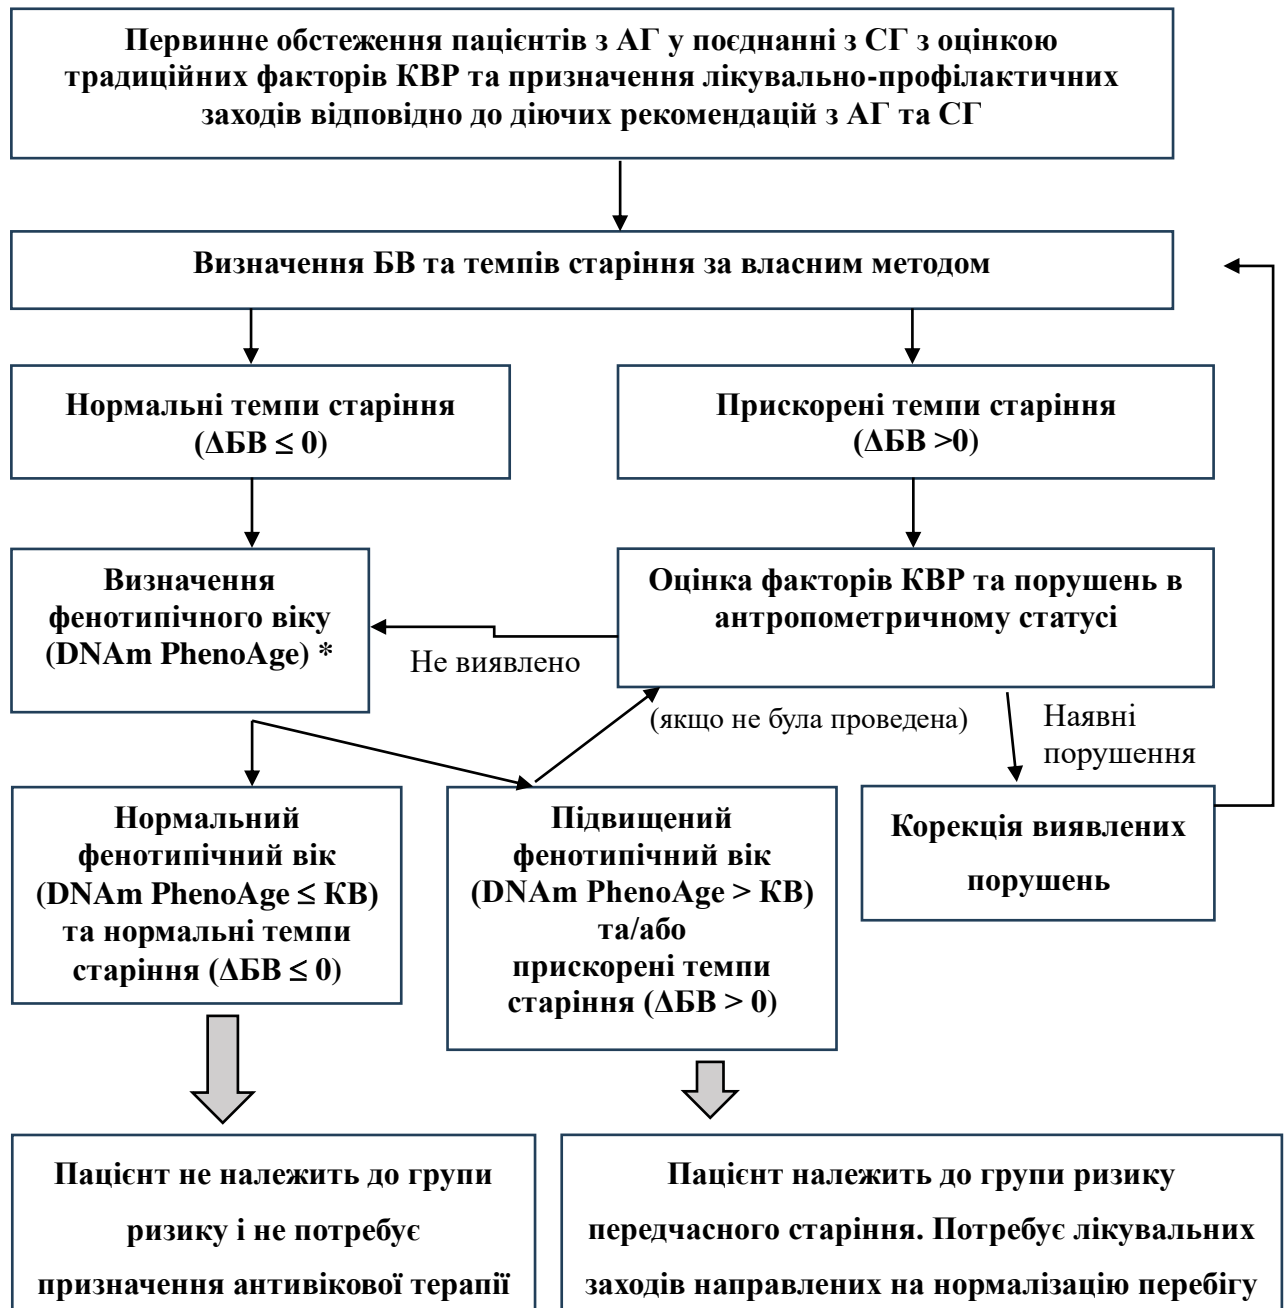 Первинне обстеження пацієнтів з АГ у поєднанні з СГ з оцінкою
традиційних факторів КВР та призначення лікувально-профілактичних
заходів відповідно до діючих рекомендацій з АГ та СГ
Визначення БВ та темпів старіння за власним методом
Нормальні темпи старіння
(ΔБВ ≤ 0)
Прискорені темпи старіння
(ΔБВ >0)
Визначення
фенотипічного віку
(DNAm PhenoAge) *
Не виявлено
Оцінка факторів КВР та порушень в
антропометричному статусі
(якщо не була проведена)
Наявні
порушення
Нормальний
фенотипічний вік
(DNAm PhenoAge ≤ КВ)
та нормальні темпи
старіння (ΔБВ ≤ 0)
Підвищений
фенотипічний вік
(DNAm PhenoAge > КВ)
та/або
прискорені темпи
старіння (ΔБВ > 0)
Корекція виявлених
порушень
Пацієнт не належить до групи
ризику і не потребує
призначення антивікової терапії
Пацієнт належить до групи ризику
передчасного старіння. Потребує лікувальних
заходів направлених на нормалізацію перебігу